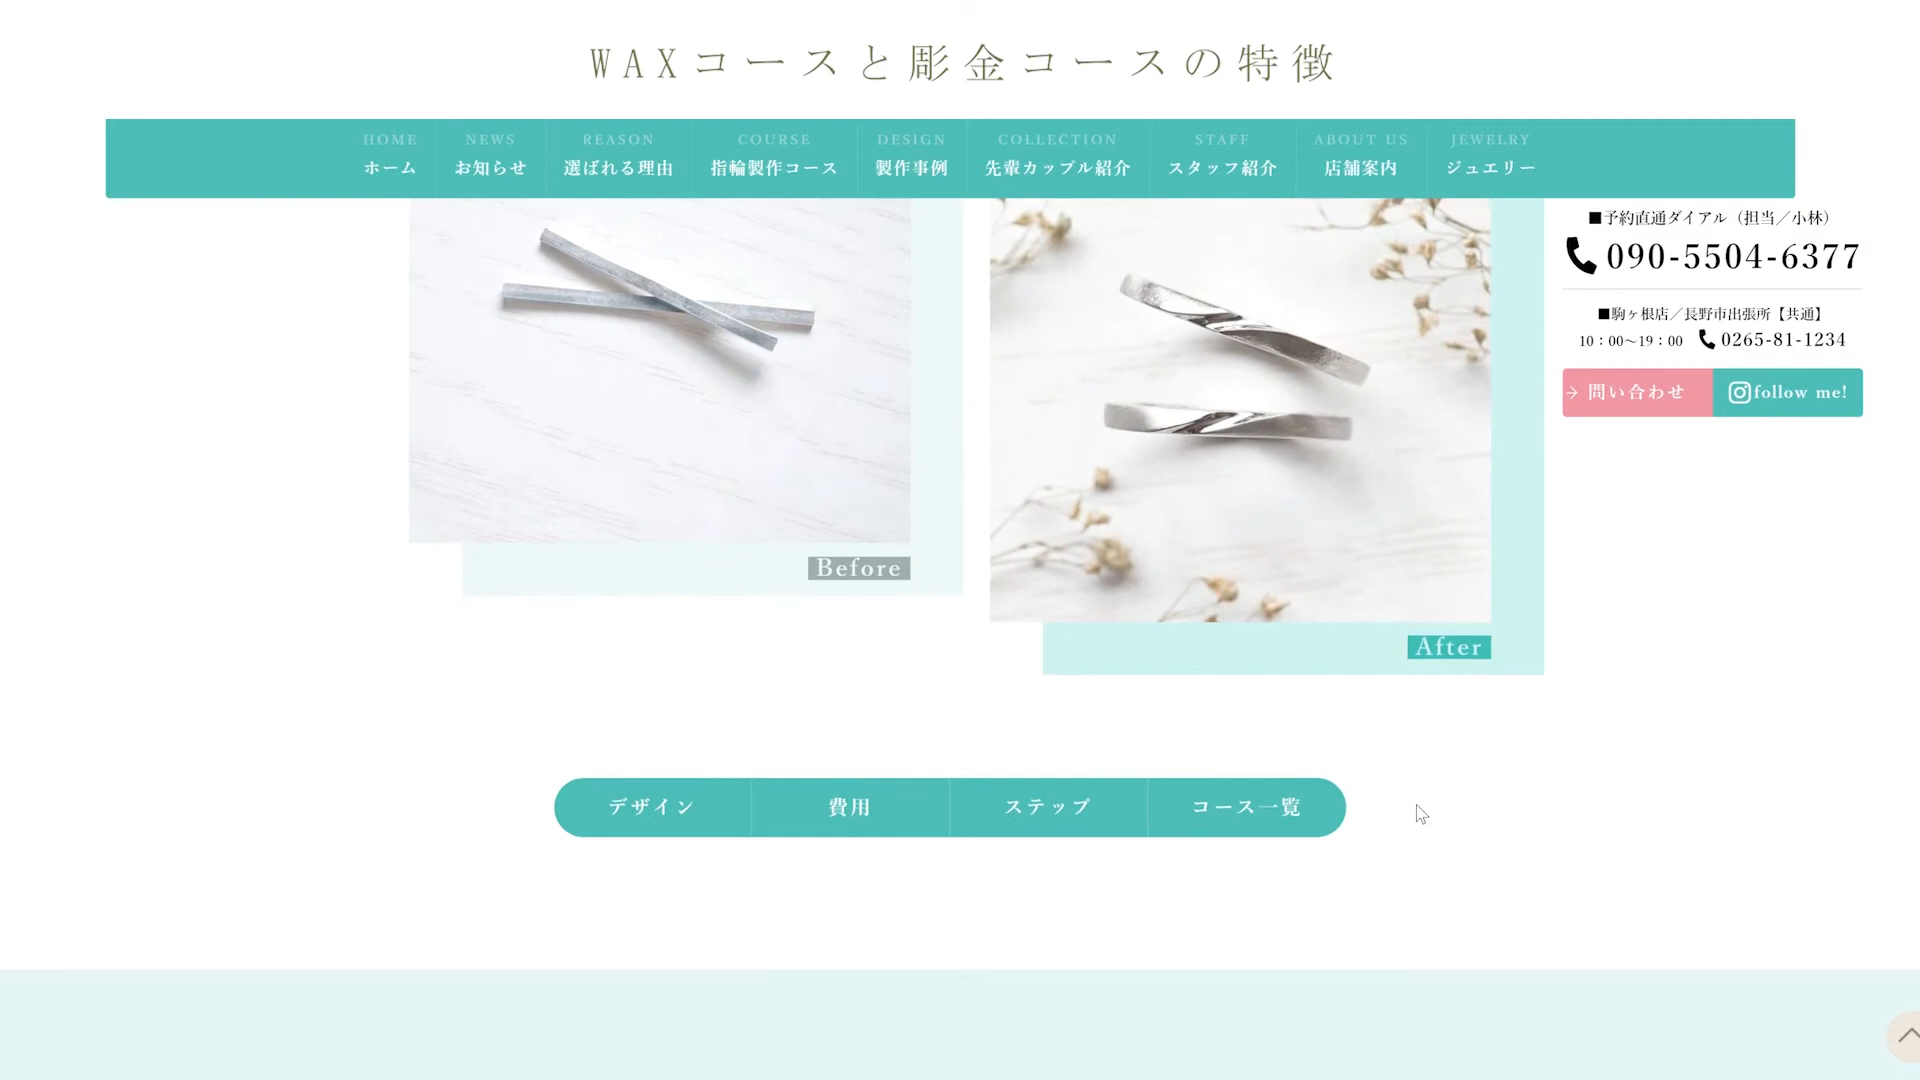 WAXコースと彫金コースの特徴
HOME NEWS REASON COURSE DESIGN COLLECTION STAFF ABOUT US JEWELRY
ホーム お知らせ 選ばれる理由 指輪製作コース 製作事例 先輩カップル紹介 スタッフ紹介 店舗案内 ジュエリー
■予約直通ダイアル（担当／小林）
090-5504-6377
■駒ヶ根店／長野市出張所【共通】
10：00～19：00 0265-81-1234
問い合わせ follow me!
Before
After
デザイン 費用 ステップ コース一覧